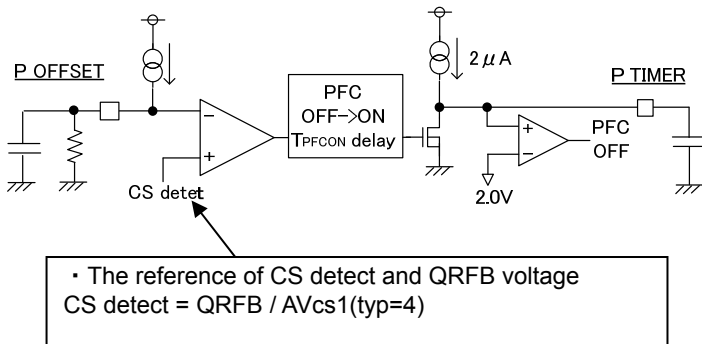 P OFFSET
2μA
P TIMER
PFC
OFF->ON
TPFCON delay
PFC
OFF
−
+
+
−
CS detet
2.0V
・The reference of CS detect and QRFB voltage
CS detect = QRFB / AVcs1(typ=4)